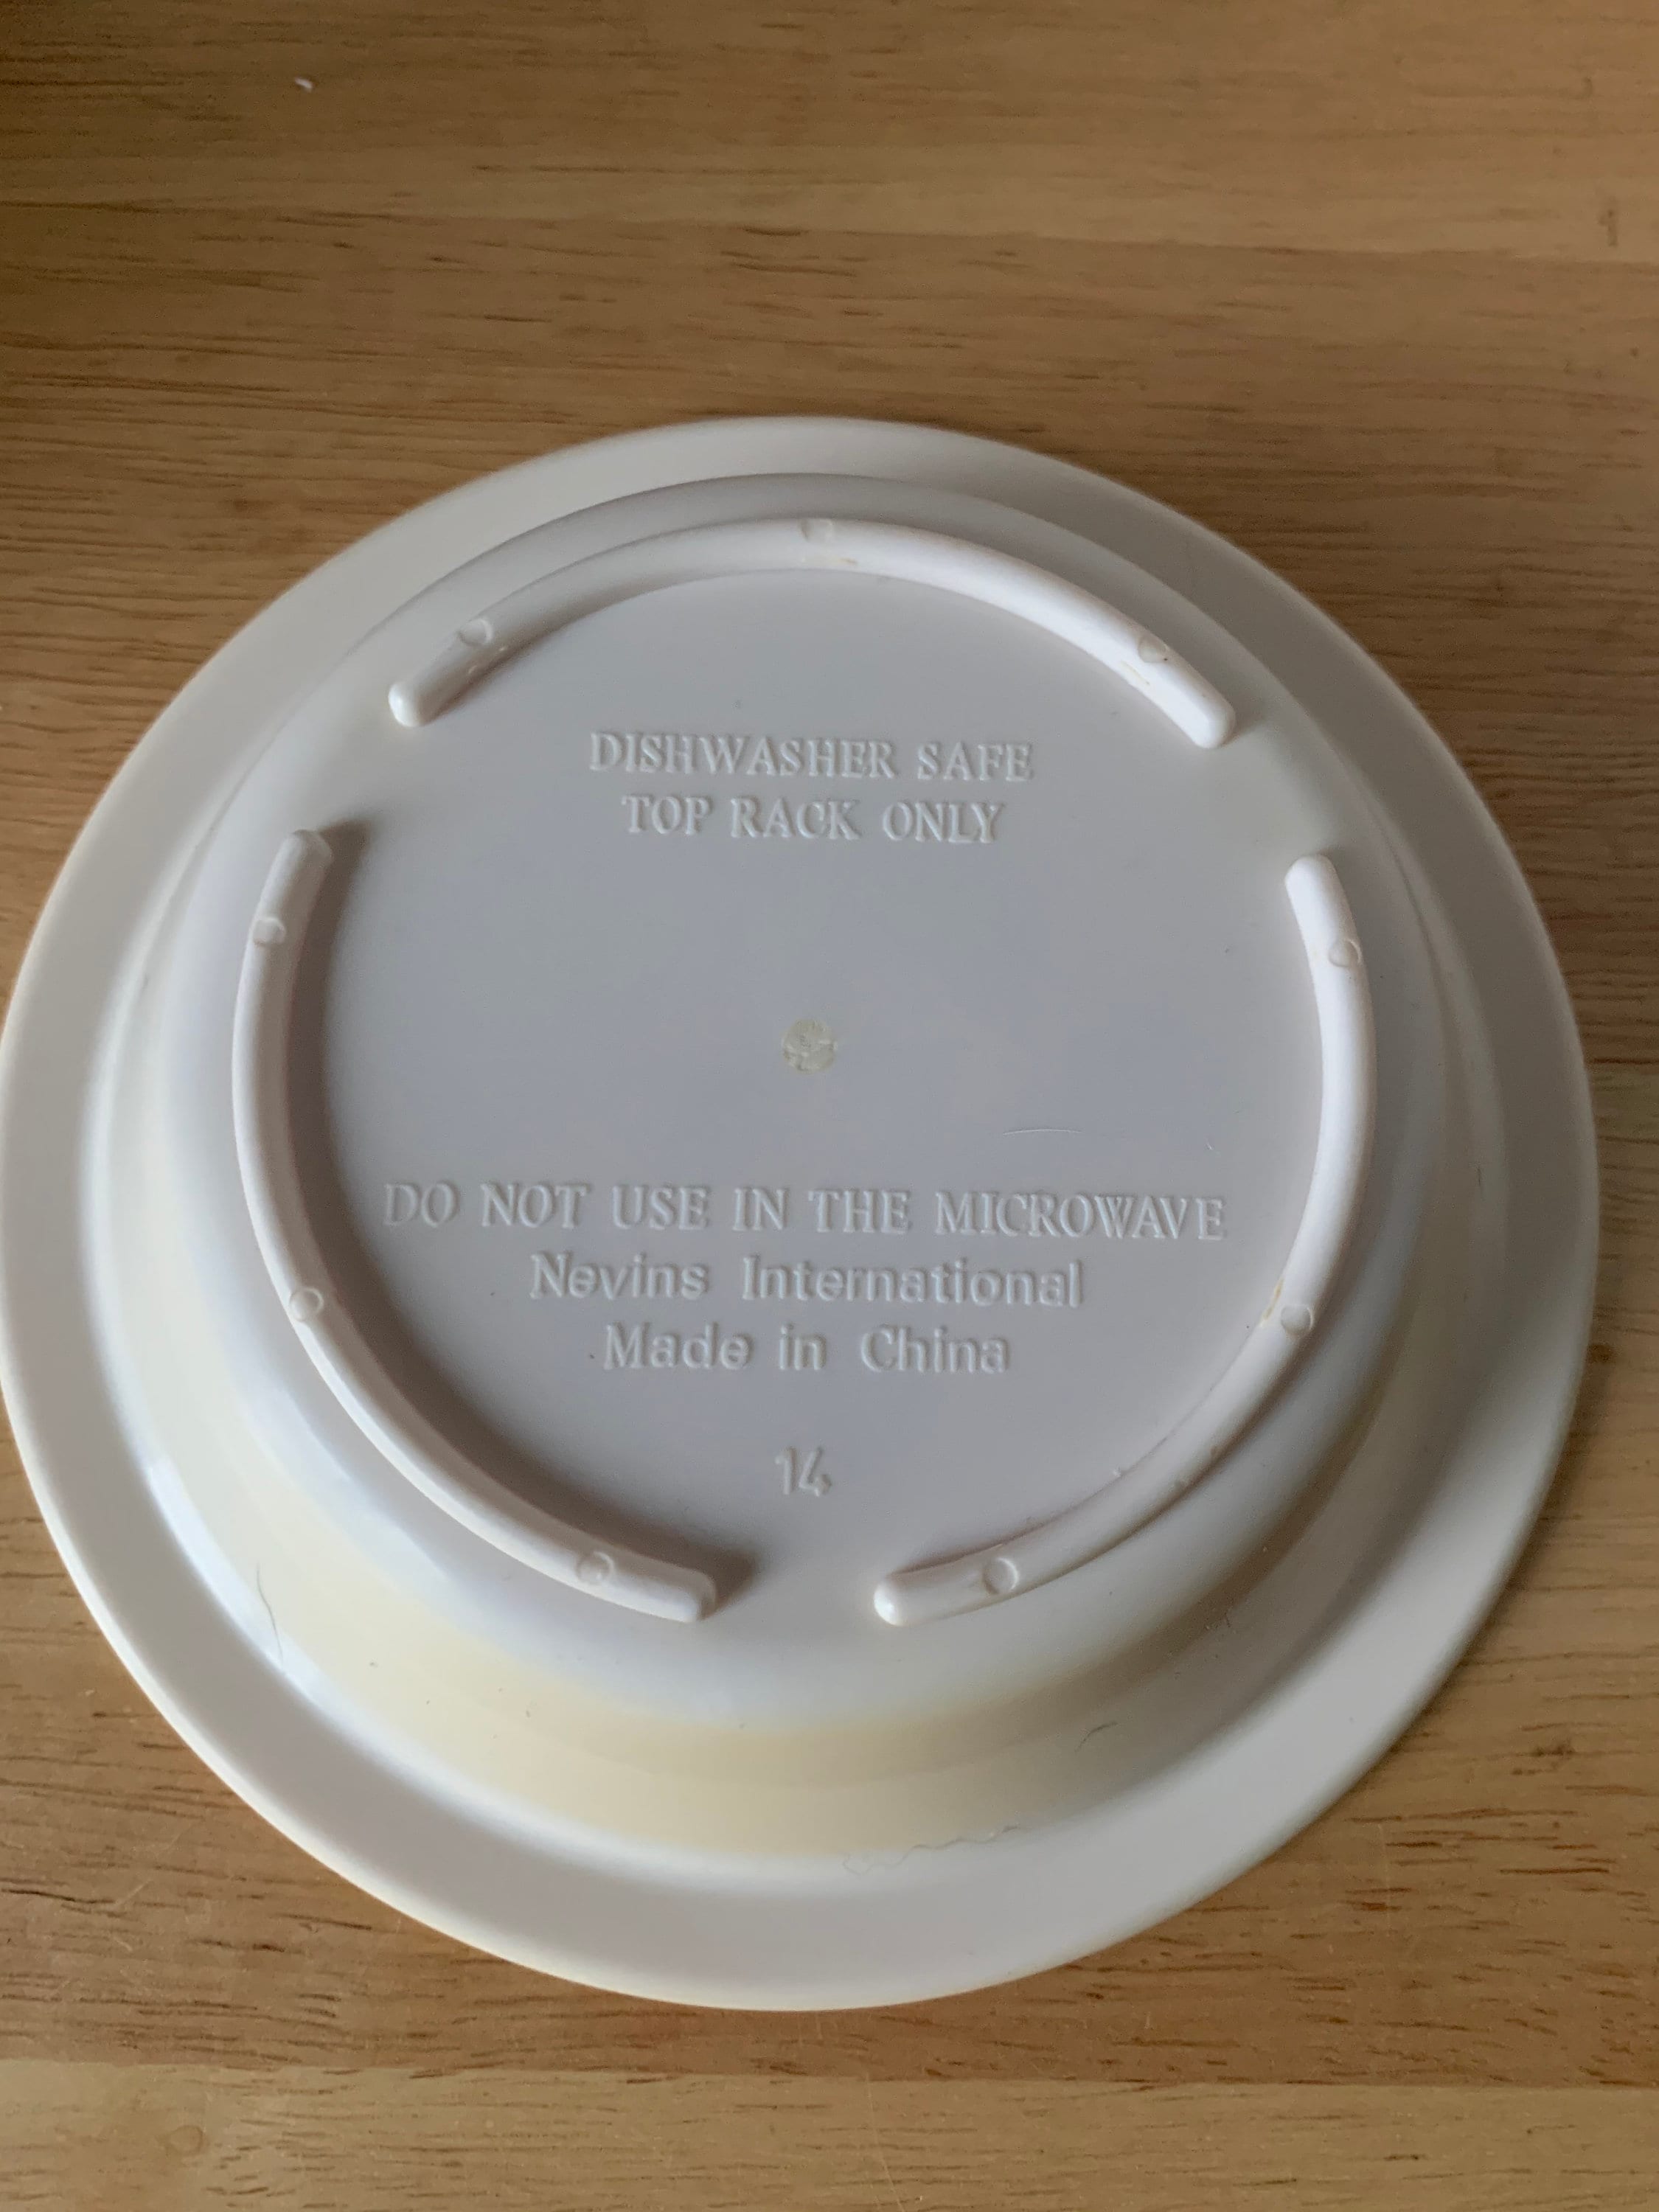 DISHWASHER SAFE
TOP RACK ONLY
DO NOT USE IN THE MICROWAVE
Nevins International
Made in China
14